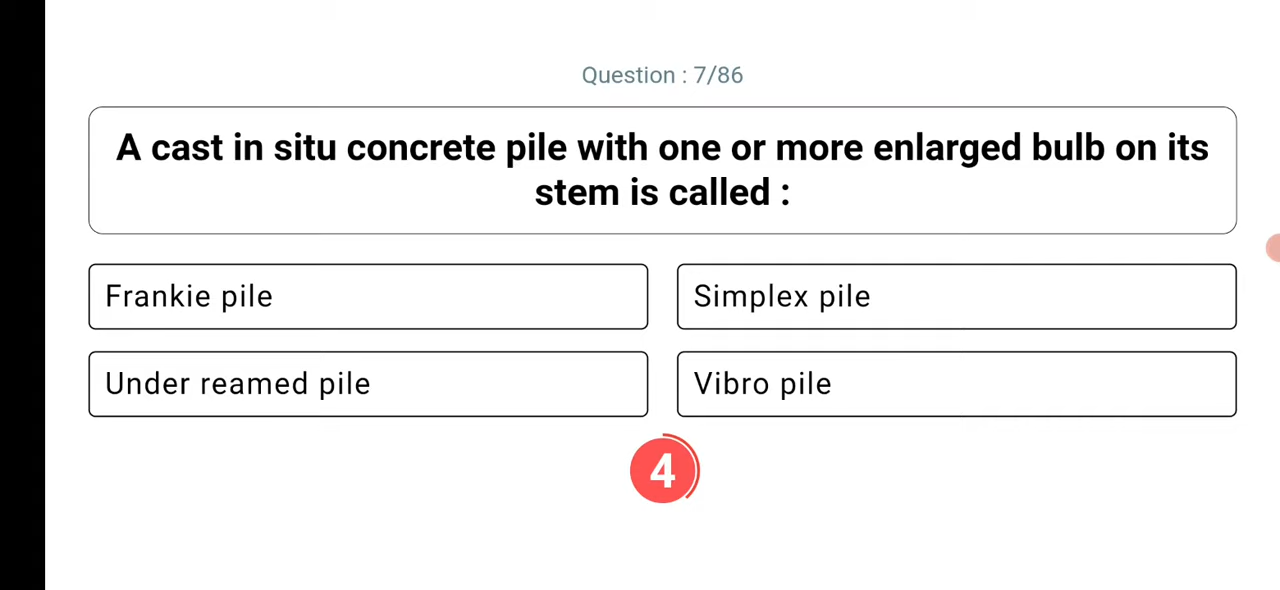 Question : 7/86
A cast in situ concrete pile with one or more enlarged bulb on its
stem is called :
Frankie pile
Simplex pile
Under reamed pile
Vibro pile
4